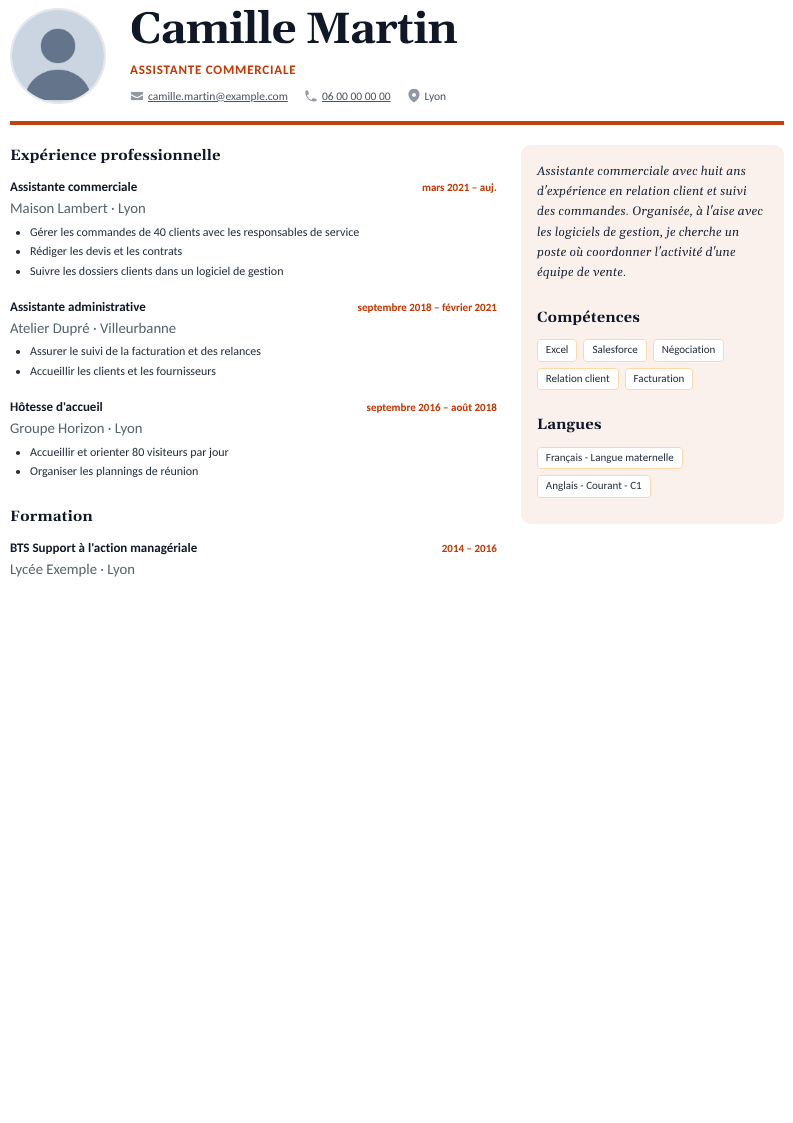 Camille Martin
ASSISTANTE COMMERCIALE
camille.martin@example.com 06 00 00 00 00 Lyon
Expérience professionnelle
Assistante commerciale mars 2021 – auj.
Maison Lambert · Lyon
• Gérer les commandes de 40 clients avec les responsables de service
• Rédiger les devis et les contrats
• Suivre les dossiers clients dans un logiciel de gestion
Assistante administrative septembre 2018 – février 2021
Atelier Dupré · Villeurbanne
• Assurer le suivi de la facturation et des relances
• Accueillir les clients et les fournisseurs
Hôtesse d'accueil septembre 2016 – août 2018
Groupe Horizon · Lyon
• Accueillir et orienter 80 visiteurs par jour
• Organiser les plannings de réunion
Formation
BTS Support à l'action managériale 2014 – 2016
Lycée Exemple · Lyon
Assistante commerciale avec huit ans
d'expérience en relation client et suivi
des commandes. Organisée, à l'aise avec
les logiciels de gestion, je cherche un
poste où coordonner l'activité d'une
équipe de vente.
Compétences
Excel Salesforce Négociation
Relation client Facturation
Langues
Français - Langue maternelle
Anglais - Courant - C1